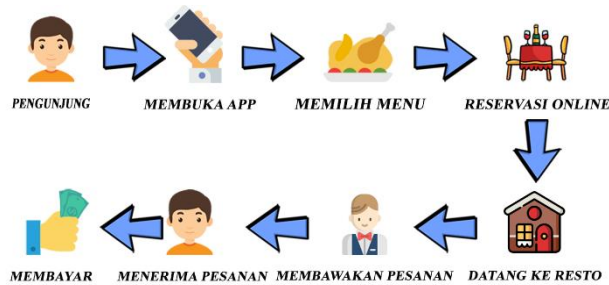 PENGUNJUNG
MEMBUKA APP
MEMILIH MENU
RESERVASI ONLINE
MEMBAYAR
MENERIMA PESANAN
MEMBAWAKAN PESANAN
DATANG KE RESTO